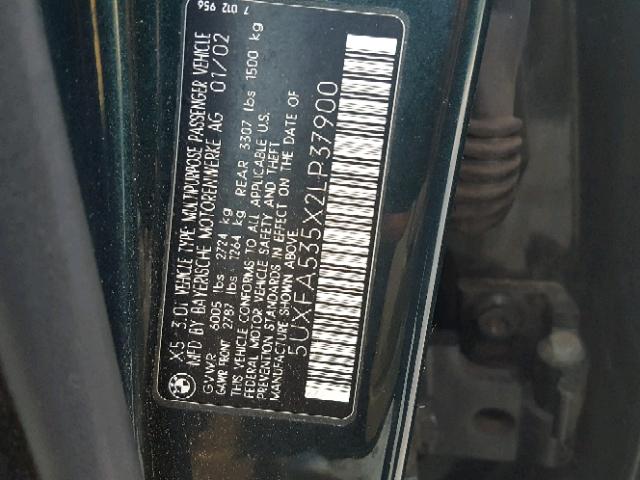 7 012 956
X5 3.0i VEHICLE TYPE MULTIPURPOSE PASSENGER VEHICLE
MFD BY BAYERISCHE MOTORENWERKE AG 01/02
GVWR 6005 lbs 2724 kg
GAWR FRONT 2787 lbs 1264 kg REAR 3307 lbs 1500 kg
THIS VEHICLE CONFORMS TO ALL APPLICABLE U.S.
FEDERAL MOTOR VEHICLE SAFETY AND THEFT
PREVENTION STANDARDS IN EFFECT ON THE DATE OF
MANUFACTURE SHOWN ABOVE.
5UXFA535X2LP37900